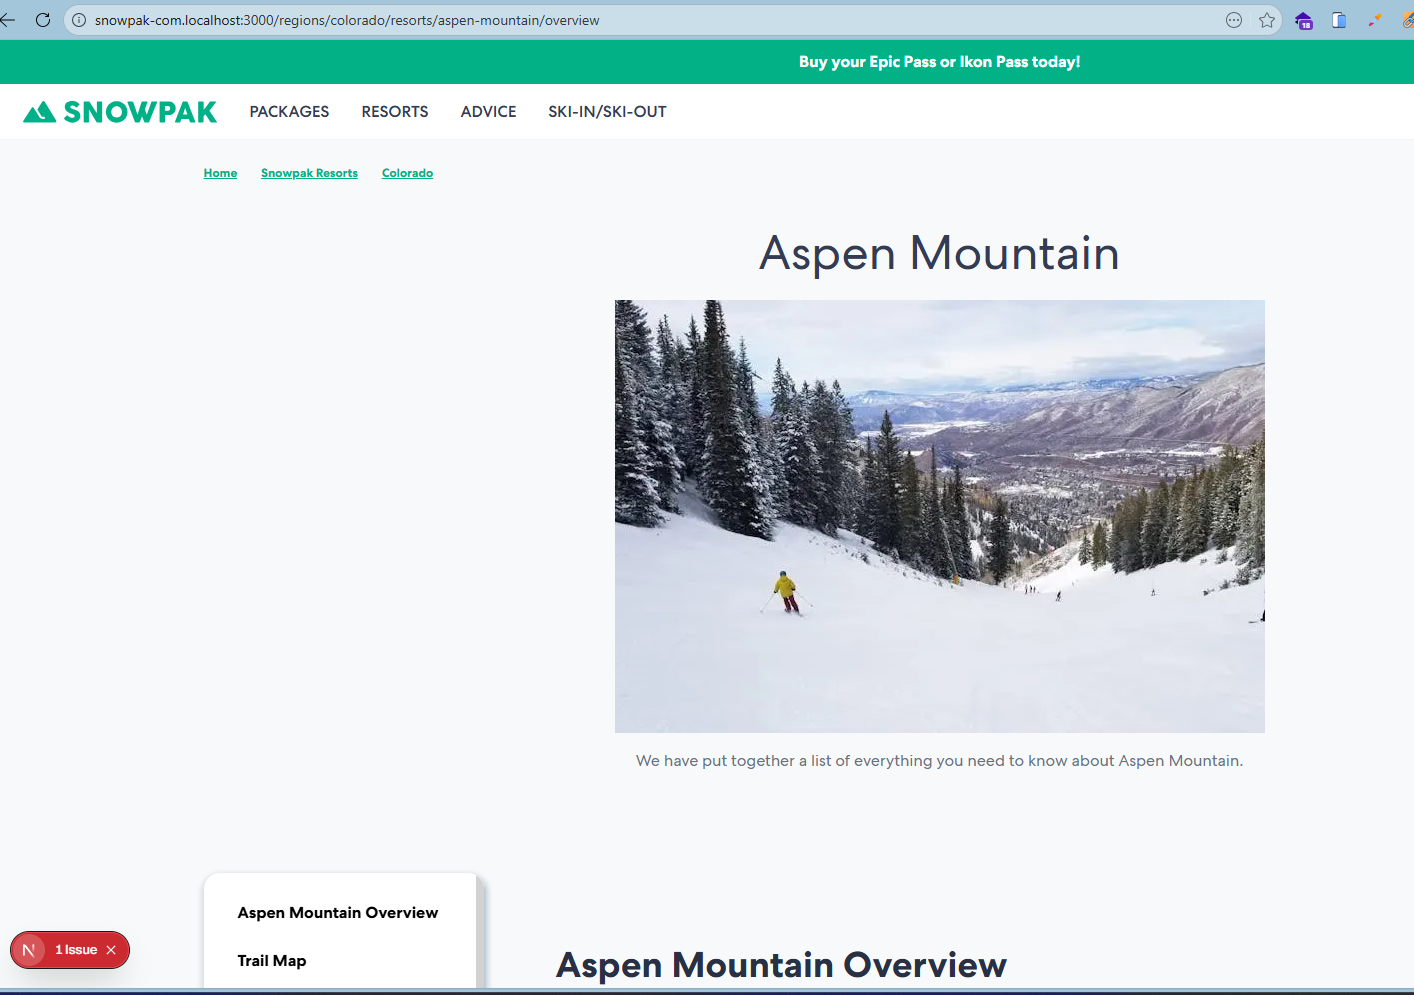 snowpak-com.localhost:3000/regions/colorado/resorts/aspen-mountain/overview
18
Buy your Epic Pass or Ikon Pass today!
SNOWPAK PACKAGES RESORTS ADVICE SKI-IN/SKI-OUT
Home Snowpak Resorts Colorado
Aspen Mountain
We have put together a list of everything you need to know about Aspen Mountain.
Aspen Mountain Overview
Trail Map
N 1 Issue
Aspen Mountain Overview